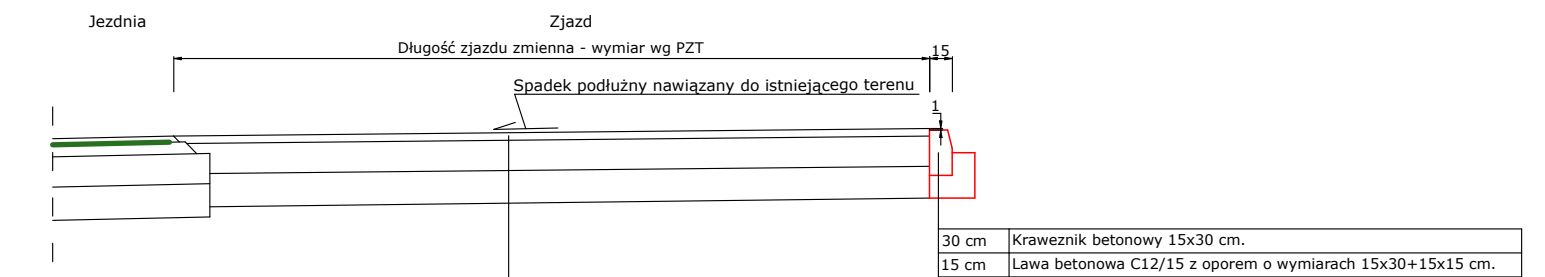 Jezdnia
Zjazd
Długość zjazdu zmienna - wymiar wg PZT
15
Spadek podłużny nawiązany do istniejącego terenu
1
30 cm Kraweznik betonowy 15x30 cm.
15 cm Lawa betonowa C12/15 z oporem o wymiarach 15x30+15x15 cm.